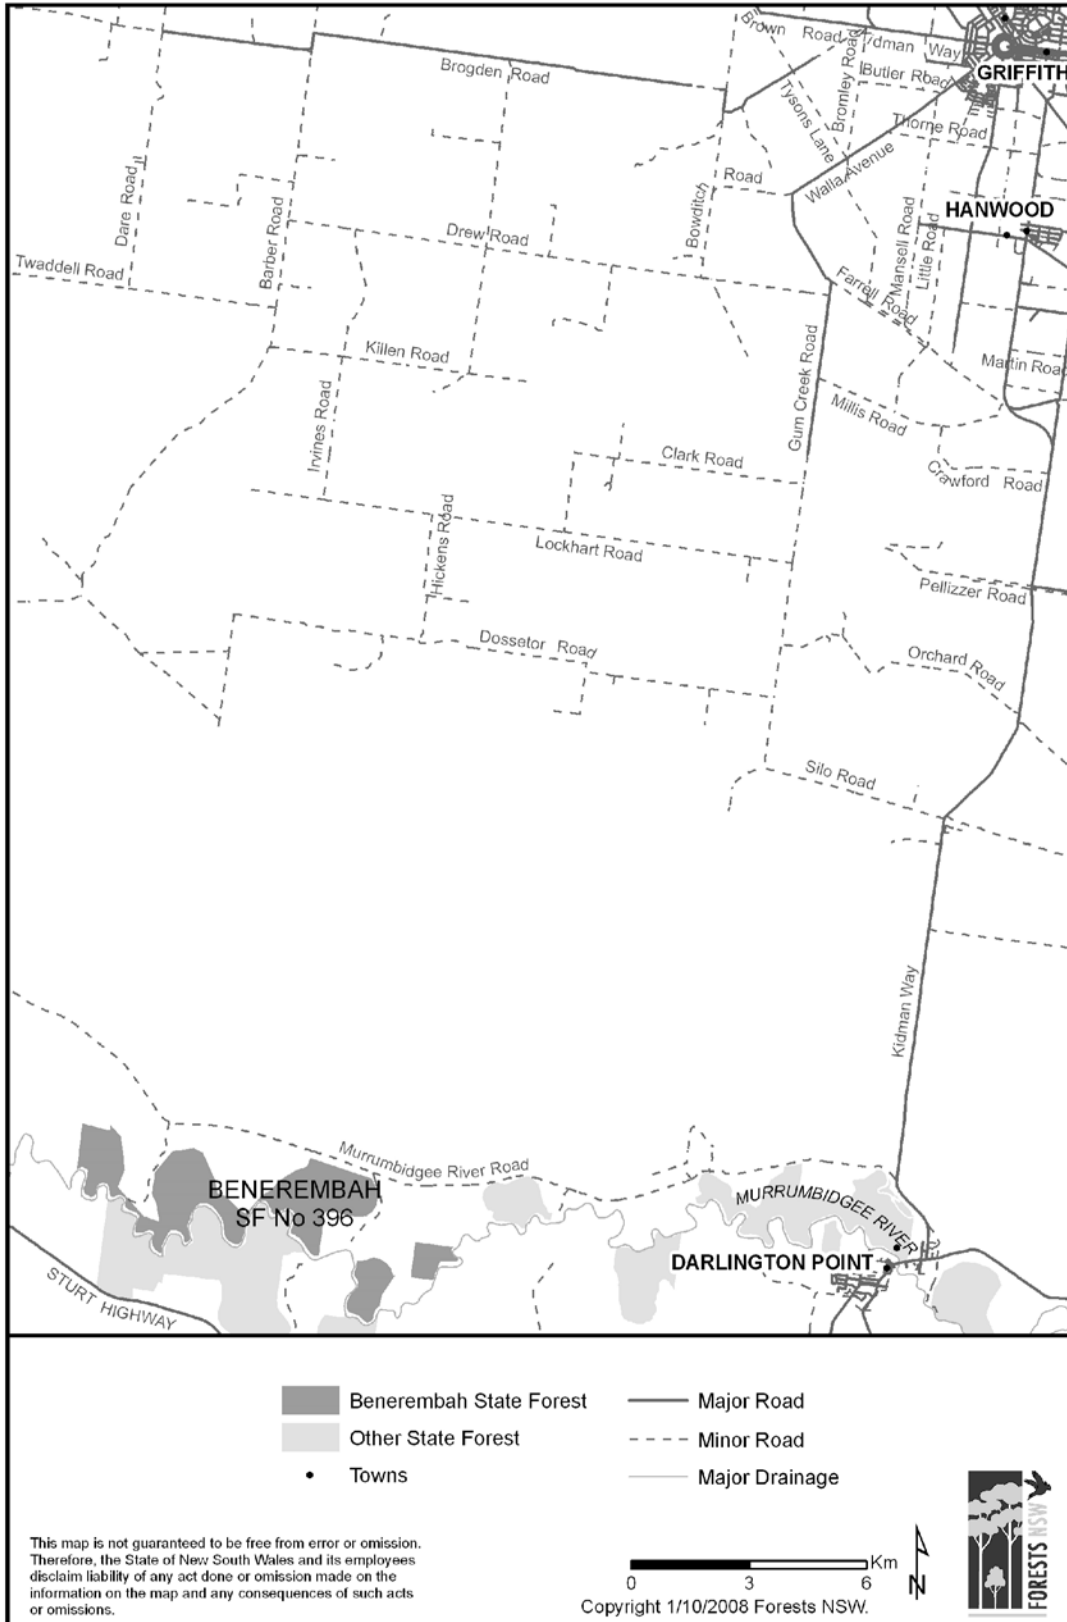 Brown Road
Kidman Way
GRIFFITH
Brogden Road
Butler Road
Bromley Road
Tysons Lane
Thorne Road
Walla Avenue
Road
Dare Road
Barber Road
Drew Road
Bowditch
HANWOOD
Mansell Road
Little Road
Twaddell Road
Farrell Road
Killen Road
Gum Creek Road
Martin Road
Irvines Road
Millis Road
Clark Road
Crawford Road
Hickens Road
Lockhart Road
Pellizzer Road
Dossetor Road
Orchard Road
Silo Road
Kidman Way
Murrumbidgee River Road
BENEREMBAH
SF No 396
MURRUMBIDGEE RIVER
DARLINGTON POINT
STURT HIGHWAY
Benerembah State Forest
Other State Forest
Towns
Major Road
Minor Road
Major Drainage
This map is not guaranteed to be free from error or omission.
Therefore, the State of New South Wales and its employees
disclaim liability of any act done or omission made on the
information on the map and any consequences of such acts
or omissions.
Km
0 3 6
N
Copyright 1/10/2008 Forests NSW.
FORESTS NSW